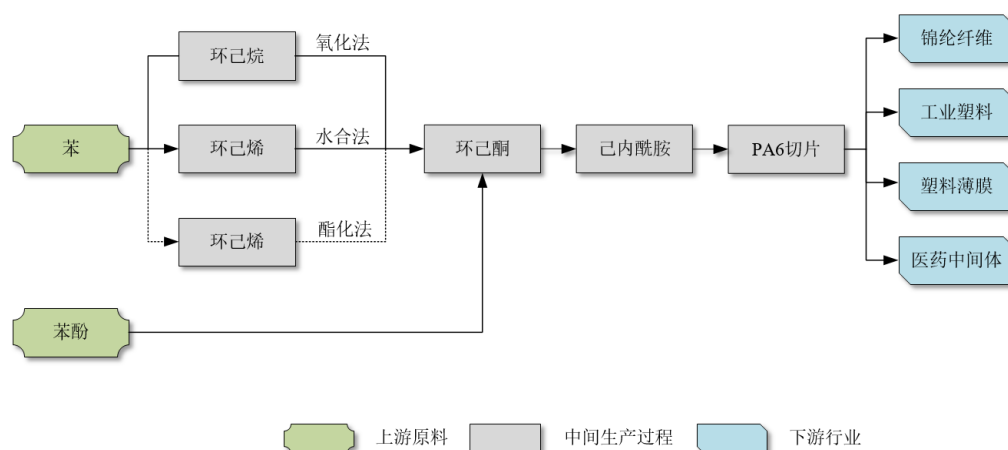 环己烷
氧化法
锦纶纤维
工业塑料
苯
环己烯
水合法
环己酮
己内酰胺
PA6切片
塑料薄膜
环己烯
酯化法
医药中间体
苯酚
上游原料
中间生产过程
下游行业